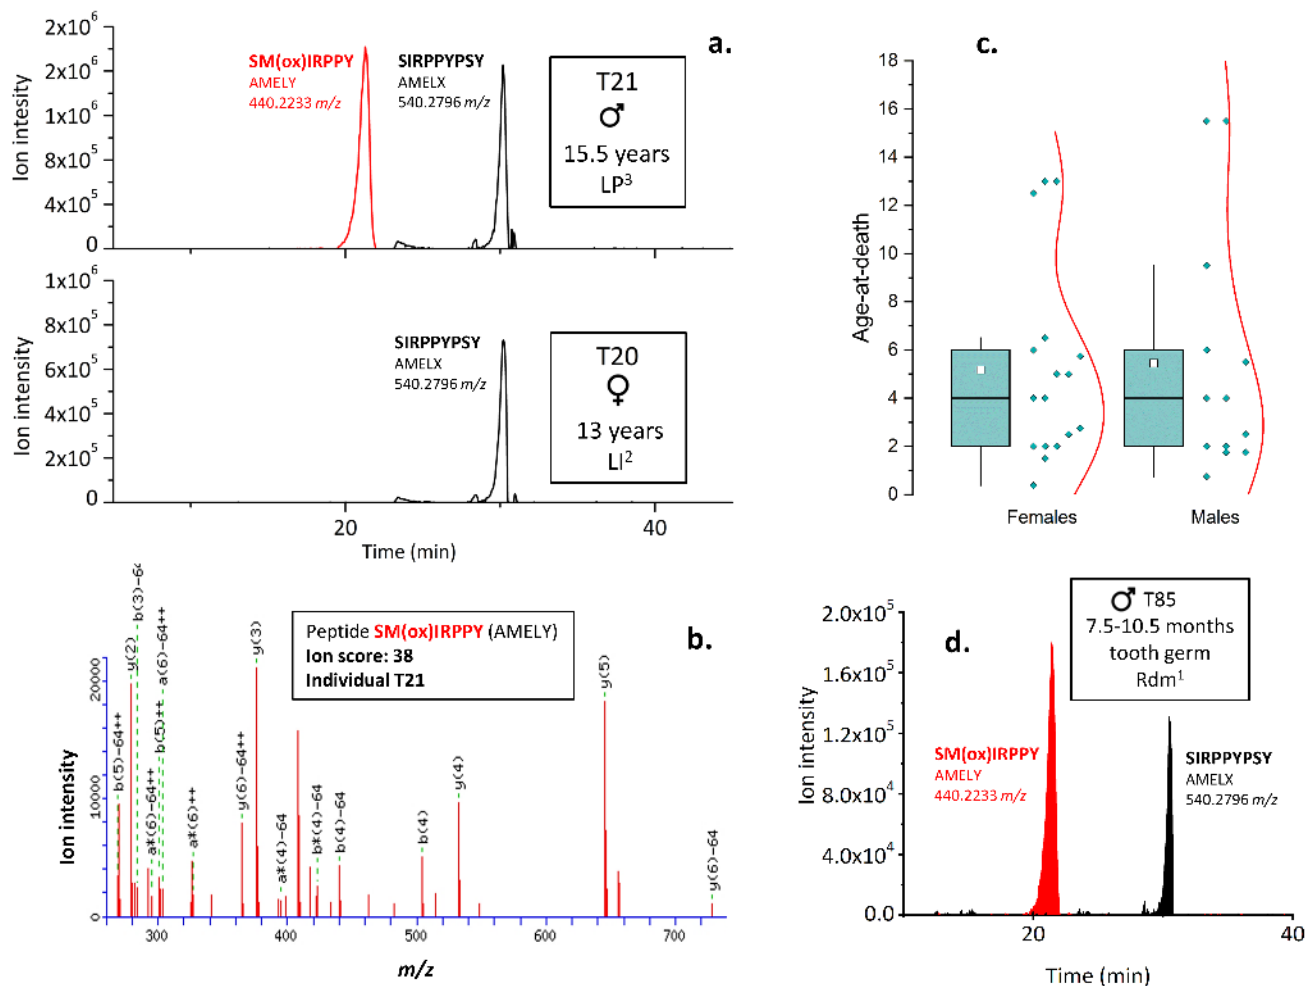 a.
2x10⁶
2x10⁶
1x10⁶
8x10⁵
4x10⁵
0
Ion intesity
SM(ox)IRPPY
AMELY
440.2233 m/z
SIRPPYPSY
AMELX
540.2796 m/z
T21
♂
15.5 years
LP³
20
40
1x10⁶
8x10⁵
6x10⁵
4x10⁵
2x10⁵
0
Ion intensity
SIRPPYPSY
AMELX
540.2796 m/z
T20
♀
13 years
LI²
20
40
Time (min)
b.
Peptide SM(ox)IRPPY (AMELY)
Ion score: 38
Individual T21
Ion intensity
20000
10000
0
b(5)-64++
y(2)
b(3)-64
a*(6)-64++
b(5)++
a(6)-64++
a*(6)++
y(6)-64++
y(3)
a*(4)-64
b*(4)-64
b(4)-64
b(4)
y(4)
y(5)
y(6)-64
300
400
500
600
700
m/z
c.
18
16
14
12
10
8
6
4
2
0
Age-at-death
Females
Males
d.
♂ T85
7.5-10.5 months
tooth germ
Rdm¹
2.0x10⁵
1.6x10⁵
1.2x10⁵
8.0x10⁴
4.0x10⁴
0.0
Ion intensity
SM(ox)IRPPY
AMELY
440.2233 m/z
SIRPPYPSY
AMELX
540.2796 m/z
20
40
Time (min)